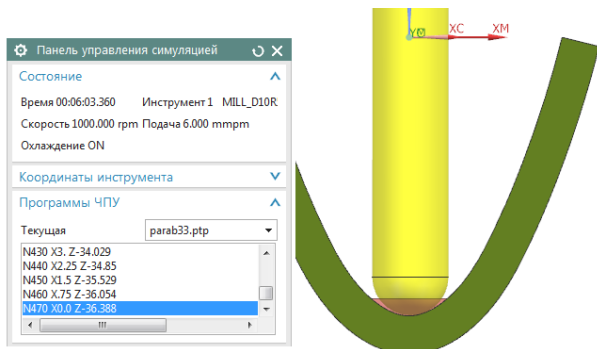 Панель управления симуляцией
Состояние
Время 00:06:03.360 Инструмент 1 MILL_D10R
Скорость 1000.000 rpm Подача 6.000 mmpm
Охлаждение ON
Координаты инструмента
Программы ЧПУ
Текущая parab33.ptp
N430 X3. Z-34.029
N440 X2.25 Z-34.85
N450 X1.5 Z-35.529
N460 X.75 Z-36.054
N470 X0.0 Z-36.388
XC XM